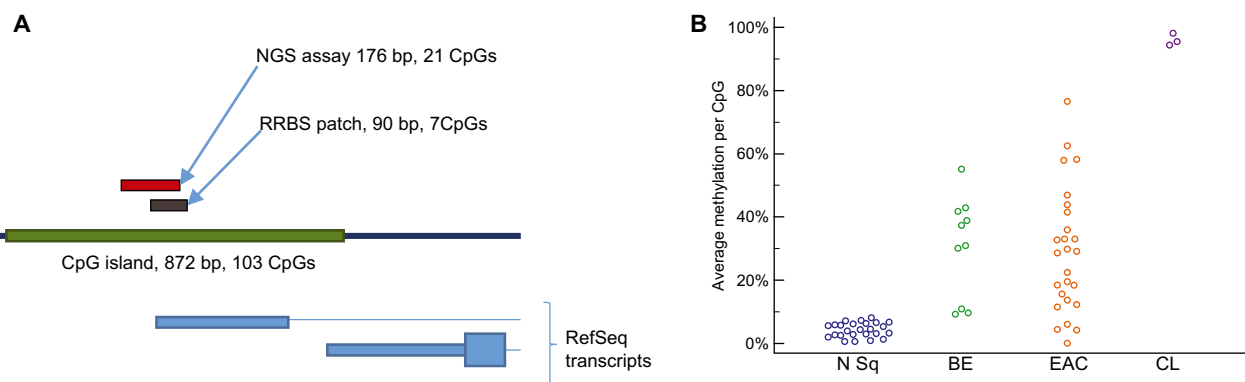 A
NGS assay 176 bp, 21 CpGs
RRBS patch, 90 bp, 7CpGs
CpG island, 872 bp, 103 CpGs
RefSeq
transcripts
B
Average methylation per CpG
100%
80%
60%
40%
20%
0%
N Sq
BE
EAC
CL